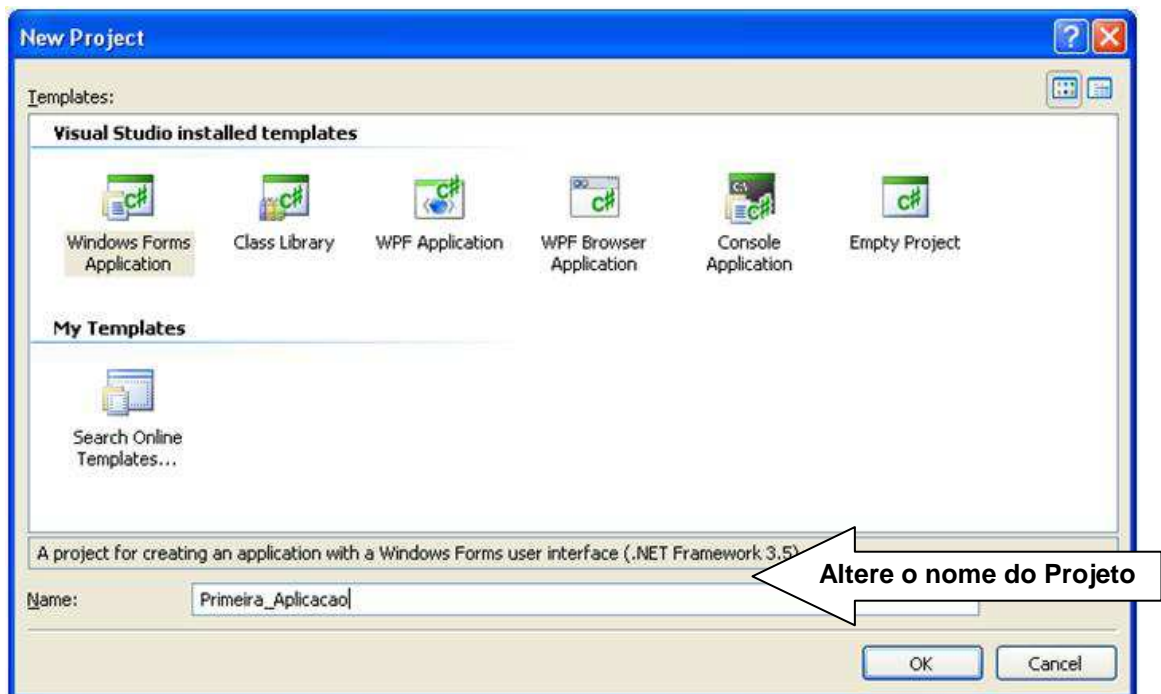 New Project
Templates:
Visual Studio installed templates
Windows Forms Application
Class Library
WPF Application
WPF Browser Application
Console Application
Empty Project
My Templates
Search Online Templates...
A project for creating an application with a Windows Forms user interface (.NET Framework 3.5)
Altere o nome do Projeto
Name:
Primeira_Aplicacao
OK
Cancel